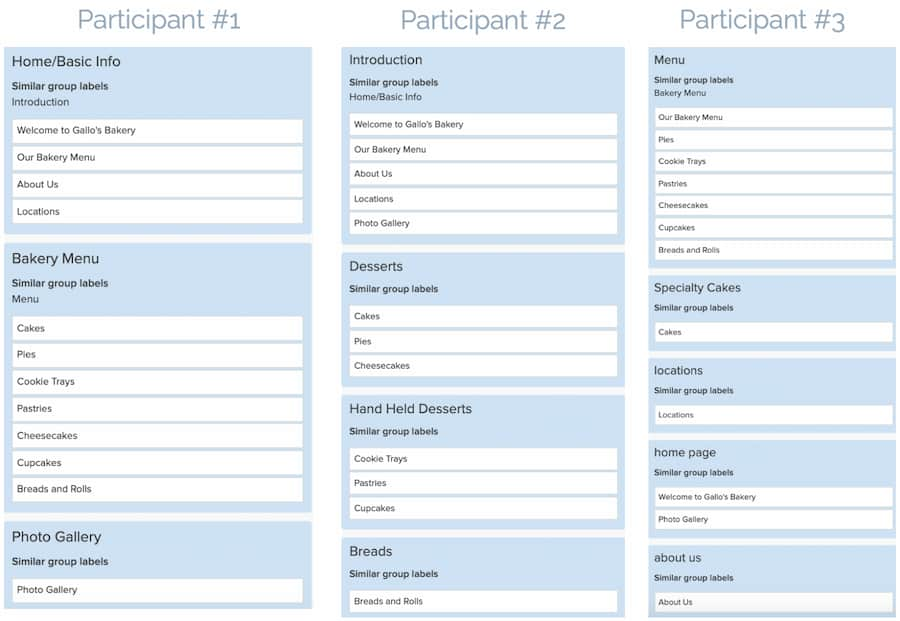 Participant #1
Home/Basic Info
Similar group labels
Introduction
Welcome to Gallo's Bakery
Our Bakery Menu
About Us
Locations
Bakery Menu
Similar group labels
Menu
Cakes
Pies
Cookie Trays
Pastries
Cheesecakes
Cupcakes
Breads and Rolls
Photo Gallery
Similar group labels
Photo Gallery
Participant #2
Introduction
Similar group labels
Home/Basic Info
Welcome to Gallo's Bakery
Our Bakery Menu
About Us
Locations
Photo Gallery
Desserts
Similar group labels
Cakes
Pies
Cheesecakes
Hand Held Desserts
Similar group labels
Cookie Trays
Pastries
Cupcakes
Breads
Similar group labels
Breads and Rolls
Participant #3
Menu
Similar group labels
Bakery Menu
Our Bakery Menu
Pies
Cookie Trays
Pastries
Cheesecakes
Cupcakes
Breads and Rolls
Specialty Cakes
Similar group labels
Cakes
locations
Similar group labels
Locations
home page
Similar group labels
Welcome to Gallo's Bakery
Photo Gallery
about us
Similar group labels
About Us